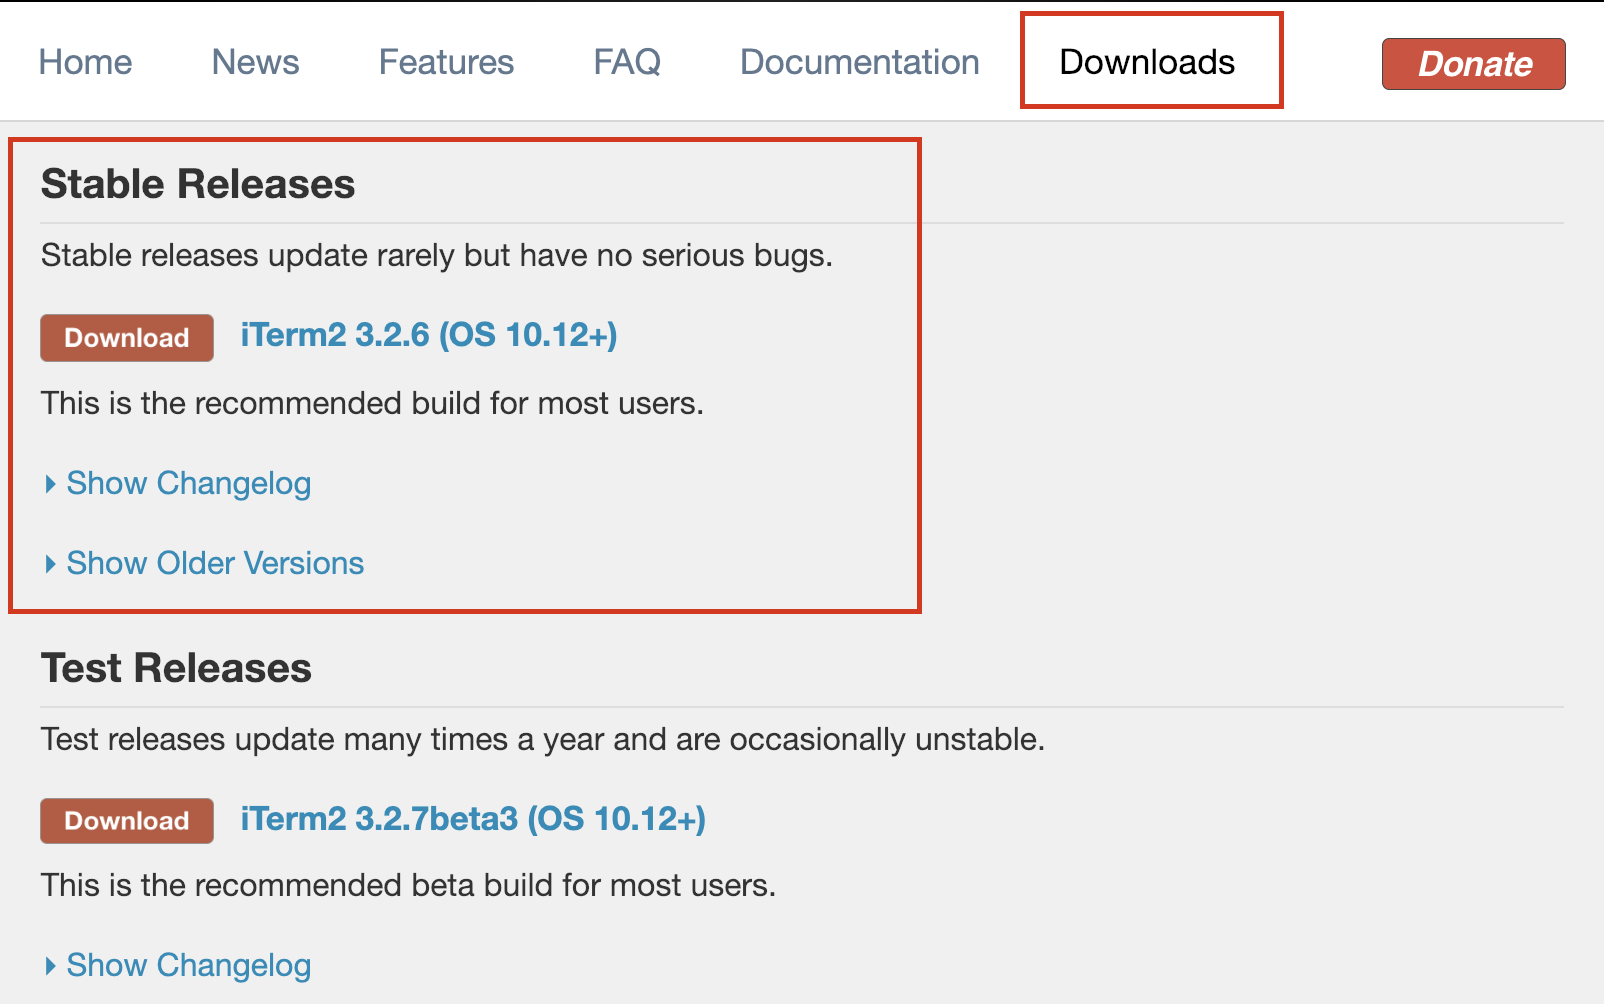 Home News Features FAQ Documentation Downloads Donate
Stable Releases
Stable releases update rarely but have no serious bugs.
Download iTerm2 3.2.6 (OS 10.12+)
This is the recommended build for most users.
Show Changelog
Show Older Versions
Test Releases
Test releases update many times a year and are occasionally unstable.
Download iTerm2 3.2.7beta3 (OS 10.12+)
This is the recommended beta build for most users.
Show Changelog